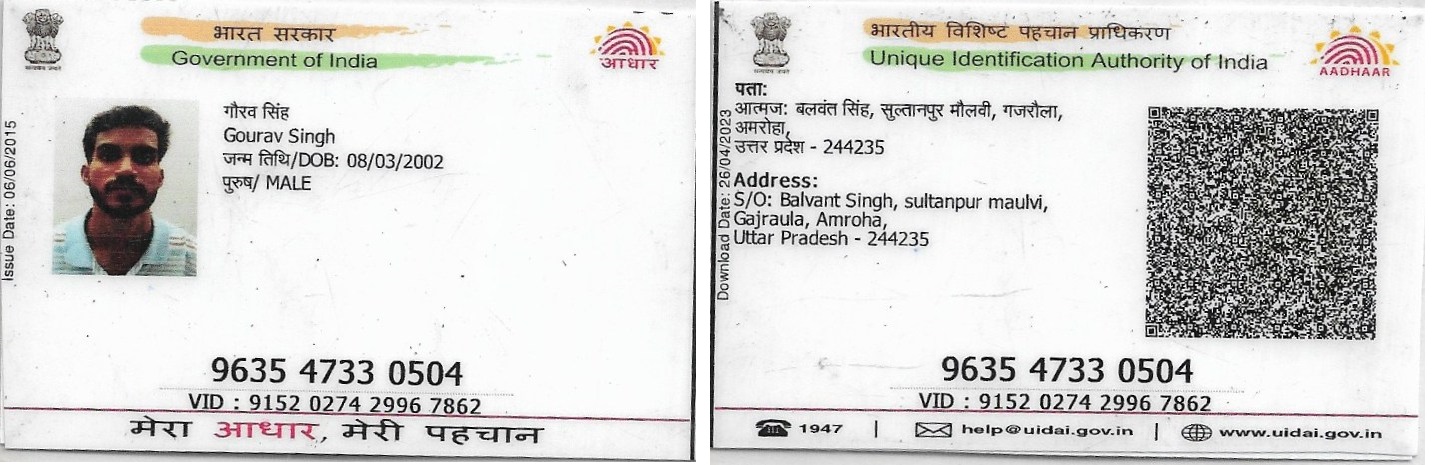 भारत सरकार
Government of India
आधार
Issue Date: 06/06/2015
गौरव सिंह
Gourav Singh
जन्म तिथि/DOB: 08/03/2002
पुरुष/ MALE
9635 4733 0504
VID : 9152 0274 2996 7862
मेरा आधार, मेरी पहचान
भारतीय विशिष्ट पहचान प्राधिकरण
Unique Identification Authority of India
AADHAAR
Download Date: 26/04/2023
पता:
आत्मज: बलवंत सिंह, सुल्तानपुर मौलवी, गजरौला,
अमरोहा,
उत्तर प्रदेश - 244235
Address:
S/O: Balvant Singh, sultanpur maulvi,
Gajraula, Amroha,
Uttar Pradesh - 244235
9635 4733 0504
VID : 9152 0274 2996 7862
1947 | help@uidai.gov.in | www.uidai.gov.in